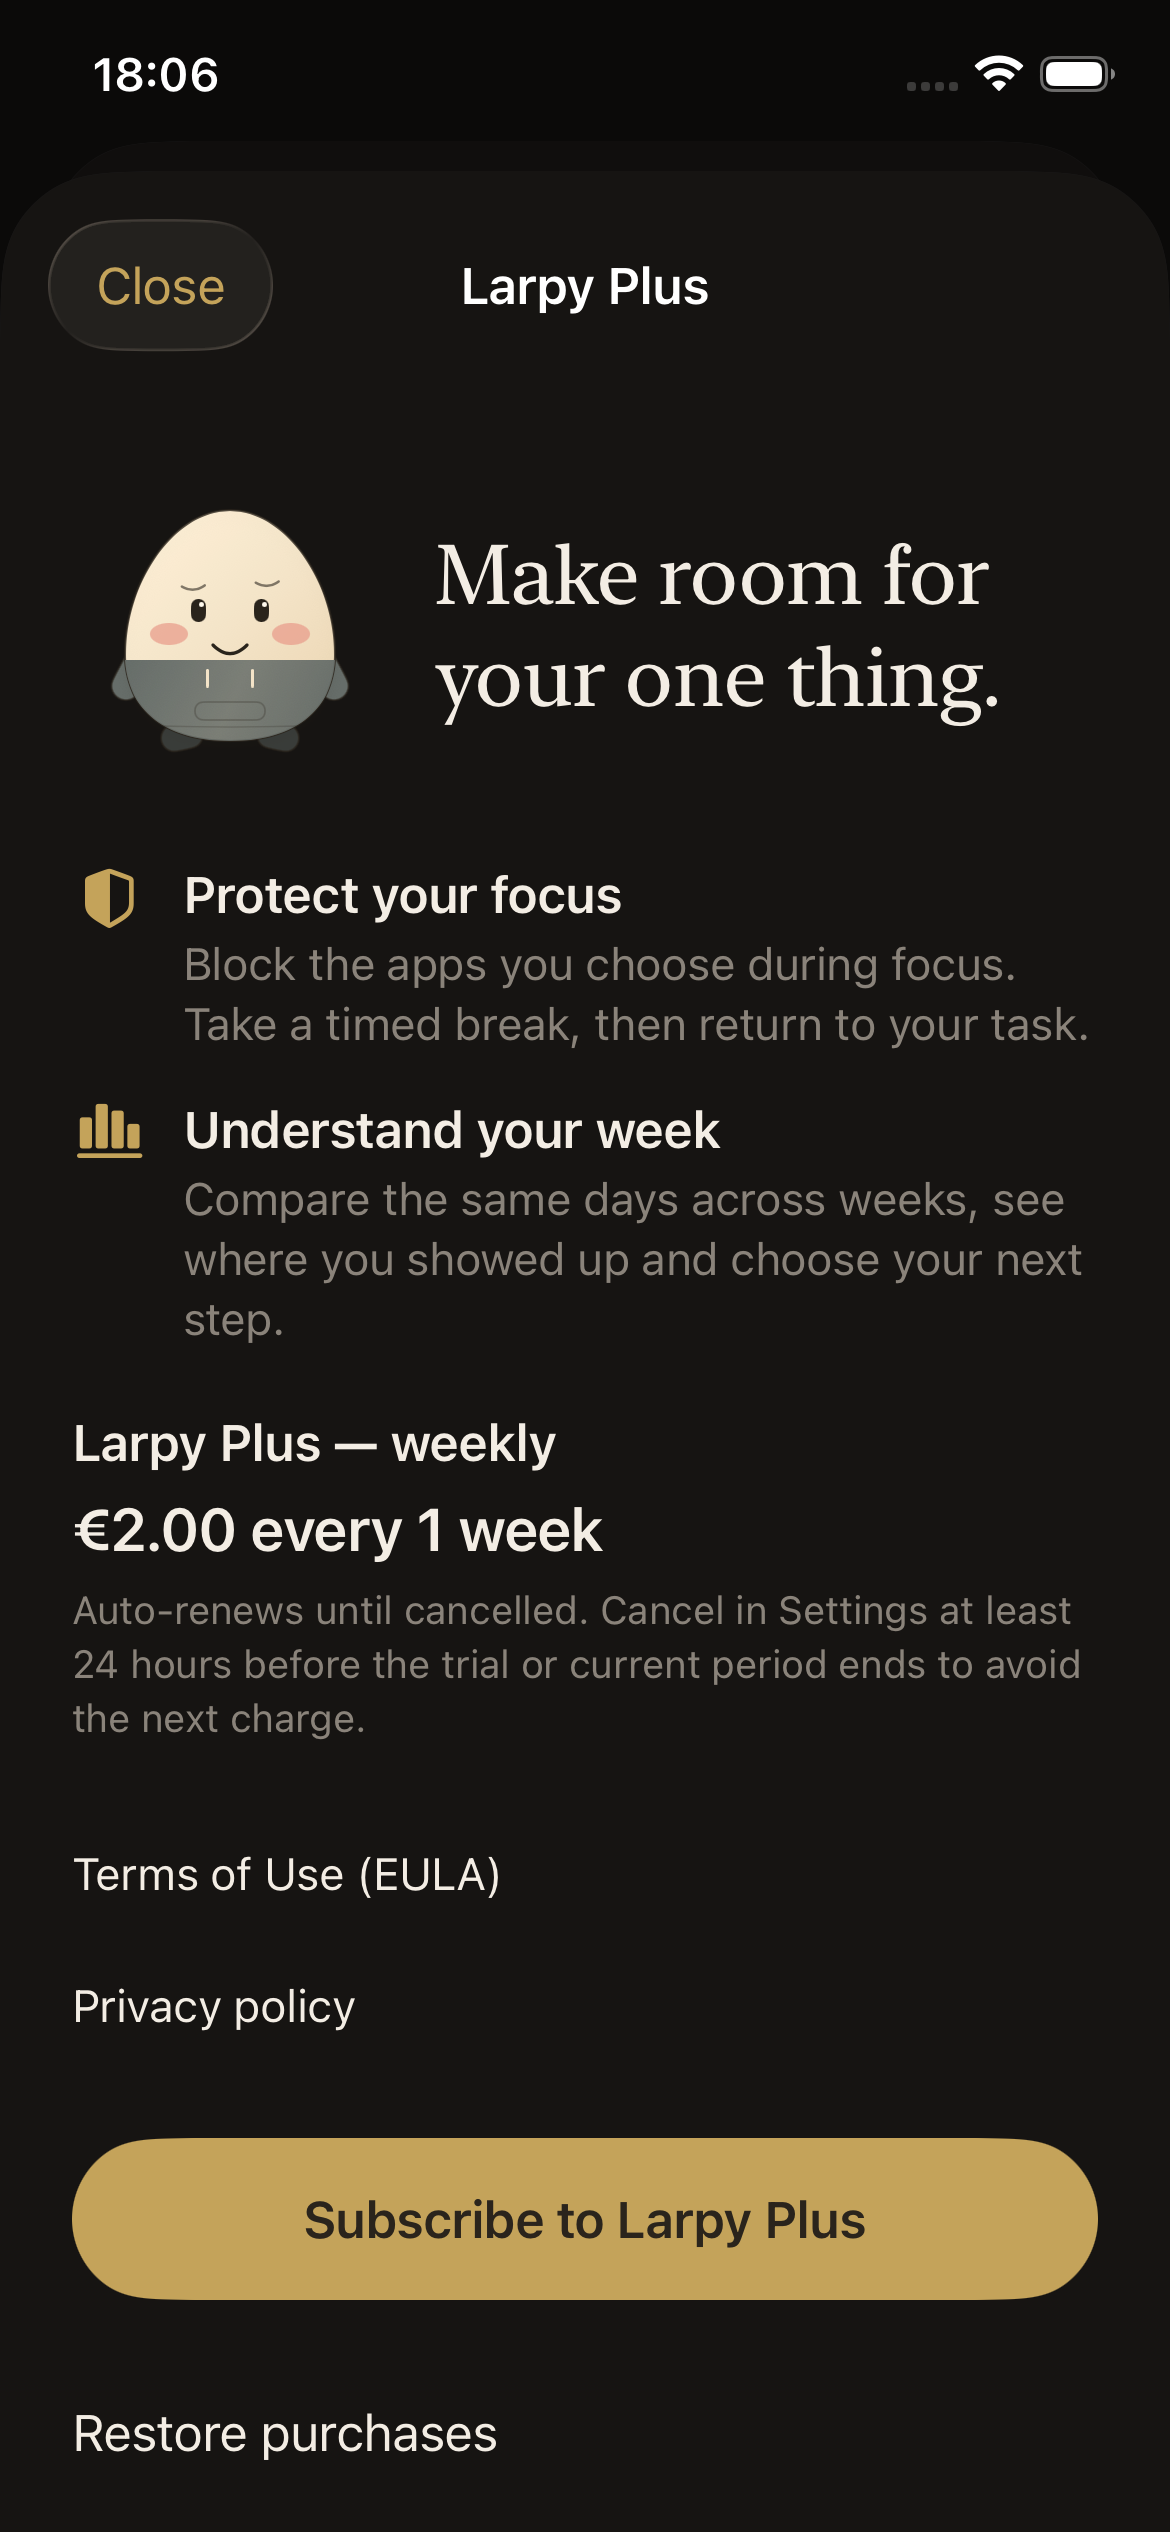 18:06
Close
Larpy Plus
Make room for
your one thing.
Protect your focus
Block the apps you choose during focus.
Take a timed break, then return to your task.
Understand your week
Compare the same days across weeks, see
where you showed up and choose your next
step.
Larpy Plus — weekly
€2.00 every 1 week
Auto-renews until cancelled. Cancel in Settings at least
24 hours before the trial or current period ends to avoid
the next charge.
Terms of Use (EULA)
Privacy policy
Subscribe to Larpy Plus
Restore purchases